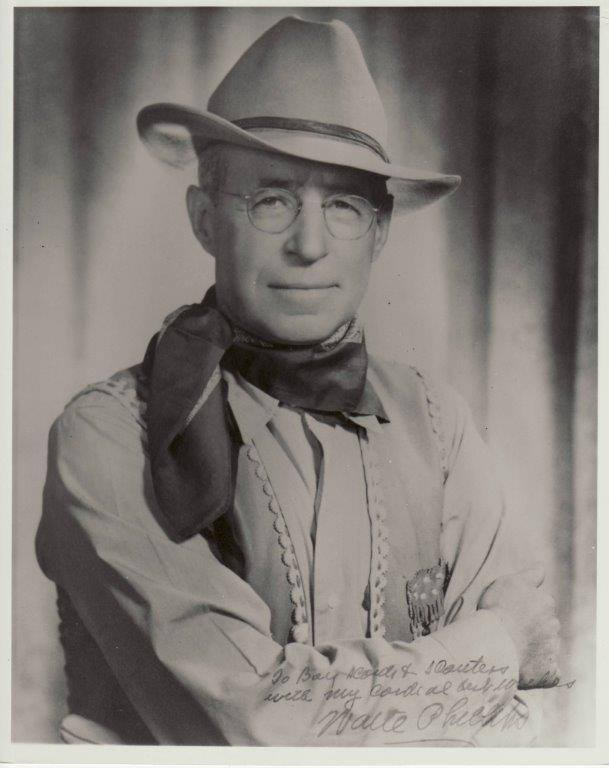 To Boy Scouts & Scouters
with my cordial best wishes
Waite Phillips